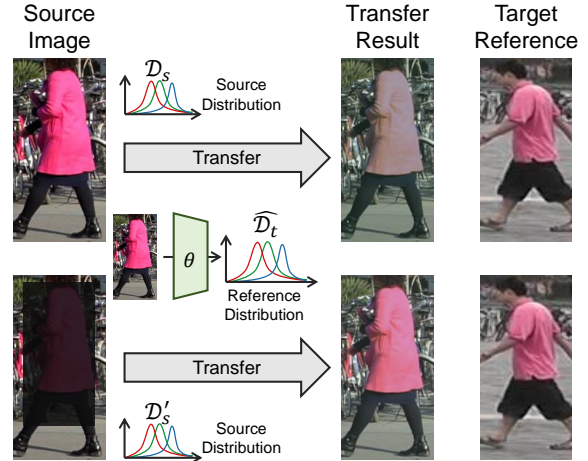 Source
Image
Transfer
Result
Target
Reference
𝒟ₛ
Source
Distribution
Transfer
θ
𝒟̂ₜ
Reference
Distribution
Transfer
𝒟′ₛ
Source
Distribution